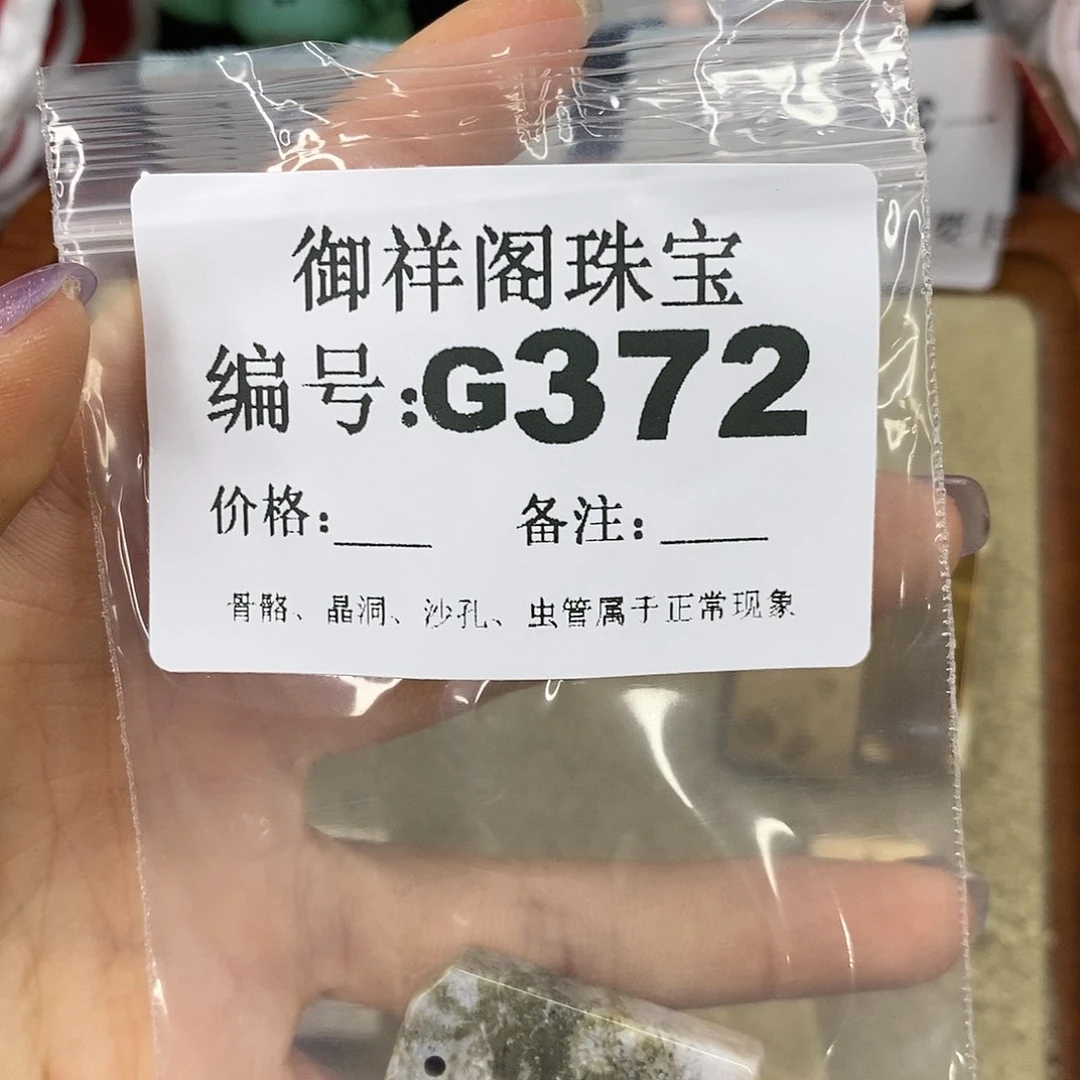 御祥阁珠宝
编号:G372
价格:____ 备注:____
骨骼、晶洞、沙孔、虫管属于正常现象